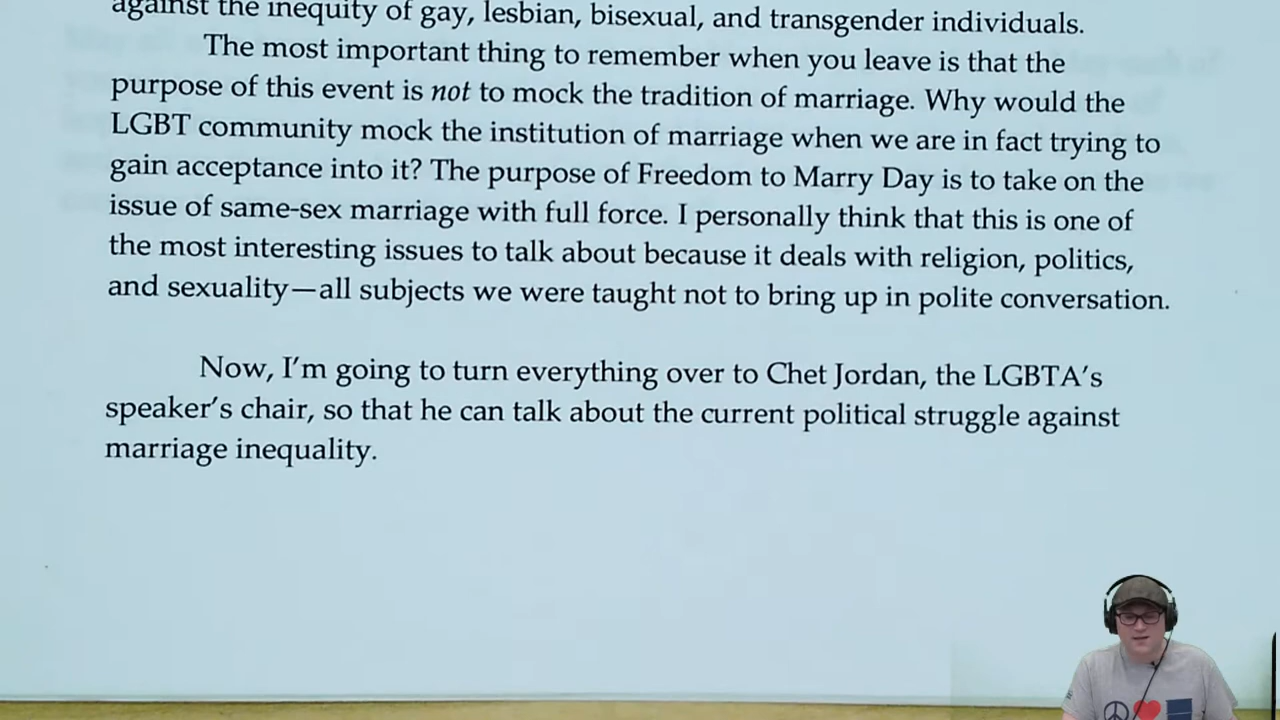 against the inequity of gay, lesbian, bisexual, and transgender individuals.
The most important thing to remember when you leave is that the
purpose of this event is not to mock the tradition of marriage. Why would the
LGBT community mock the institution of marriage when we are in fact trying to
gain acceptance into it? The purpose of Freedom to Marry Day is to take on the
issue of same-sex marriage with full force. I personally think that this is one of
the most interesting issues to talk about because it deals with religion, politics,
and sexuality—all subjects we were taught not to bring up in polite conversation.
Now, I'm going to turn everything over to Chet Jordan, the LGBTA's
speaker's chair, so that he can talk about the current political struggle against
marriage inequality.